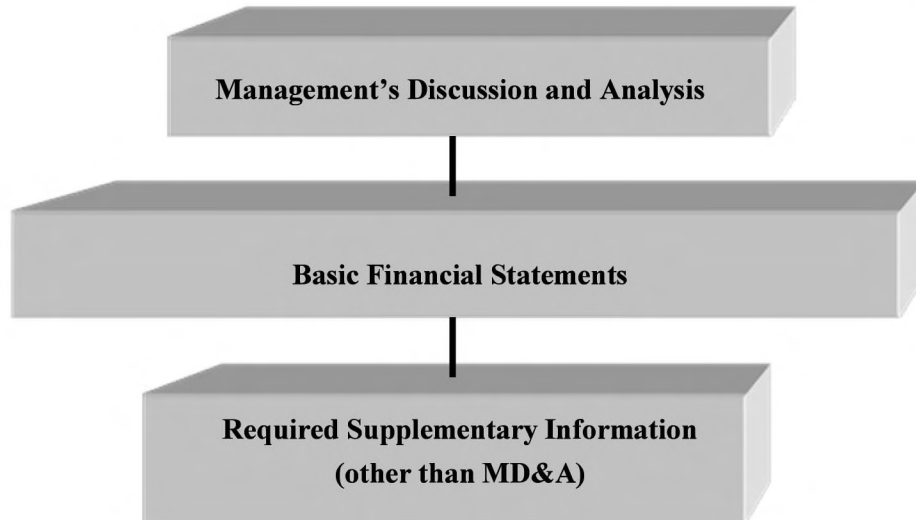 Management’s Discussion and Analysis
Basic Financial Statements
Required Supplementary Information
(other than MD&A)